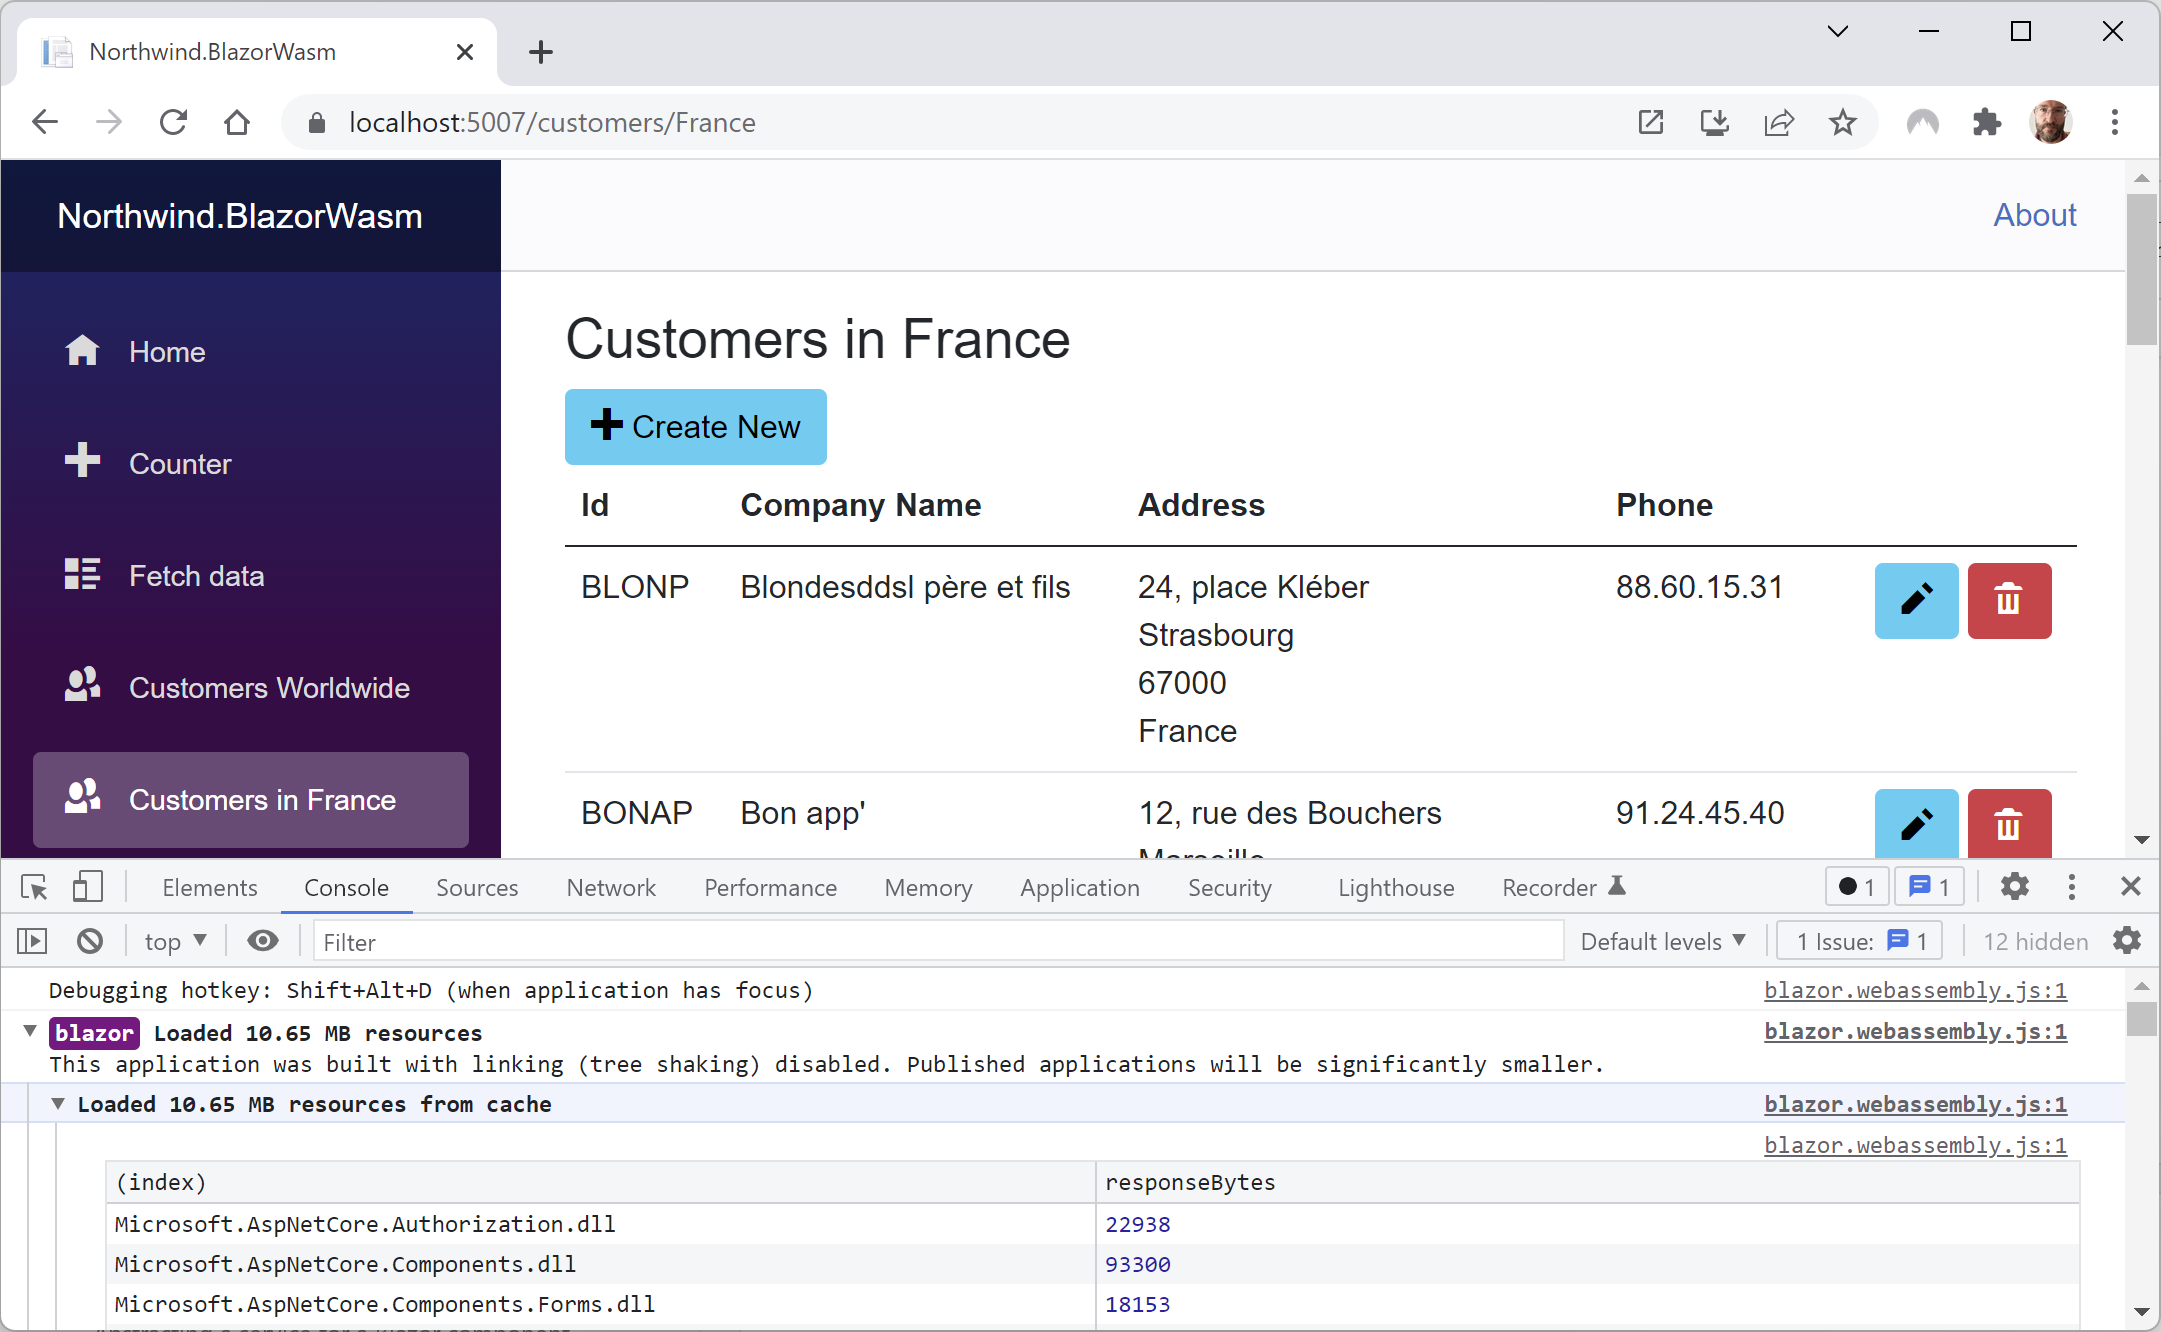 Northwind.BlazorWasm
localhost:5007/customers/France
Northwind.BlazorWasm
About
Home
Counter
Fetch data
Customers Worldwide
Customers in France
Customers in France
Create New
Id Company Name Address Phone
BLONP Blondesddsl père et fils 24, place Kléber 88.60.15.31
Strasbourg
67000
France
BONAP Bon app' 12, rue des Bouchers 91.24.45.40
Marseille
Elements Console Sources Network Performance Memory Application Security Lighthouse Recorder 1 1
top Filter Default levels 1 Issue: 1 12 hidden
Debugging hotkey: Shift+Alt+D (when application has focus) blazor.webassembly.js:1
blazor Loaded 10.65 MB resources blazor.webassembly.js:1
This application was built with linking (tree shaking) disabled. Published applications will be significantly smaller.
Loaded 10.65 MB resources from cache blazor.webassembly.js:1
blazor.webassembly.js:1
(index) responseBytes
Microsoft.AspNetCore.Authorization.dll 22938
Microsoft.AspNetCore.Components.dll 93300
Microsoft.AspNetCore.Components.Forms.dll 18153